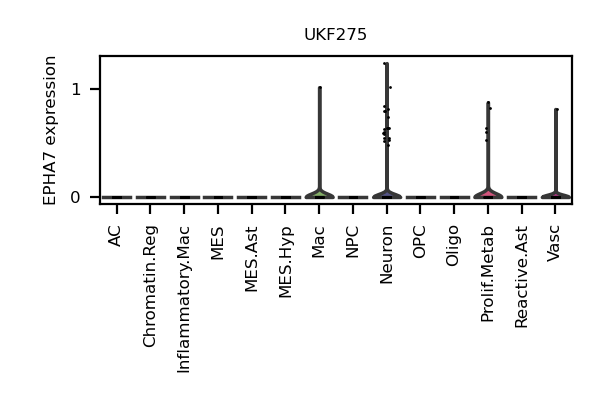 UKF275
EPHA7 expression
1
0
AC
Chromatin.Reg
Inflammatory.Mac
MES
MES.Ast
MES.Hyp
Mac
NPC
Neuron
OPC
Oligo
Prolif.Metab
Reactive.Ast
Vasc